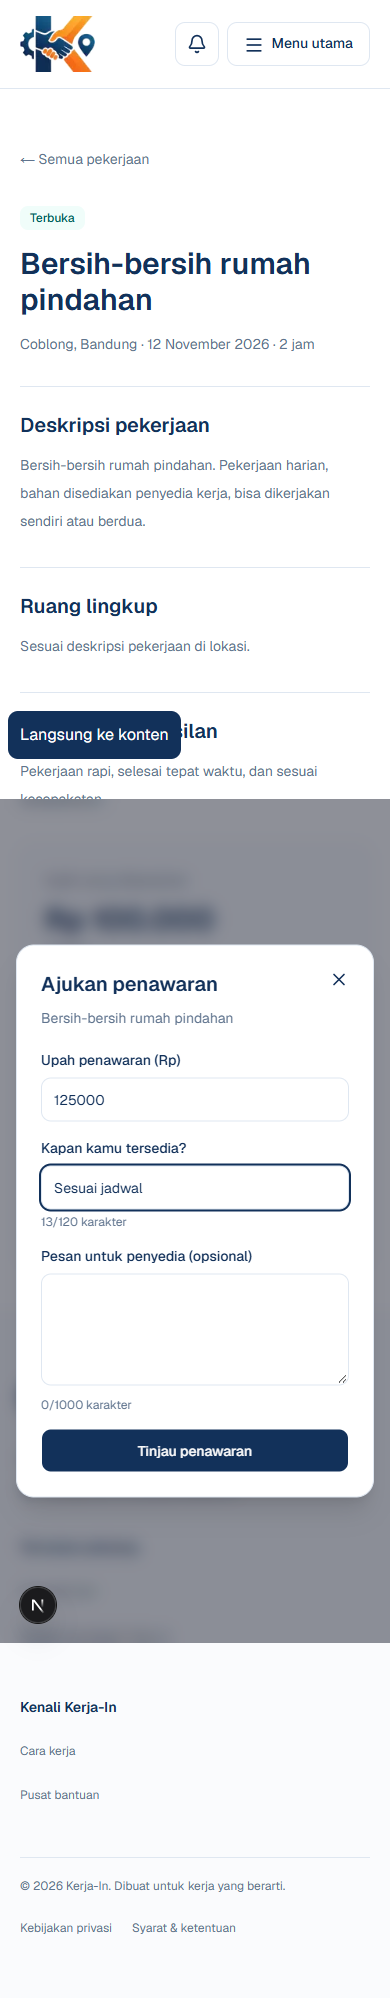 Menu utama
← Semua pekerjaan
Terbuka
Bersih-bersih rumah
pindahan
Coblong, Bandung · 12 November 2026 · 2 jam
Deskripsi pekerjaan
Bersih-bersih rumah pindahan. Pekerjaan harian,
bahan disediakan penyedia kerja, bisa dikerjakan
sendiri atau berdua.
Ruang lingkup
Sesuai deskripsi pekerjaan di lokasi.
Langsung ke konten
Pekerjaan rapi, selesai tepat waktu, dan sesuai
Rp 100.000
Ajukan penawaran
Bersih-bersih rumah pindahan
Upah penawaran (Rp)
125000
Kapan kamu tersedia?
Sesuai jadwal
13/120 karakter
Pesan untuk penyedia (opsional)
0/1000 karakter
Tinjau penawaran
N
Kenali Kerja-In
Cara kerja
Pusat bantuan
© 2026 Kerja-In. Dibuat untuk kerja yang berarti.
Kebijakan privasi Syarat & ketentuan